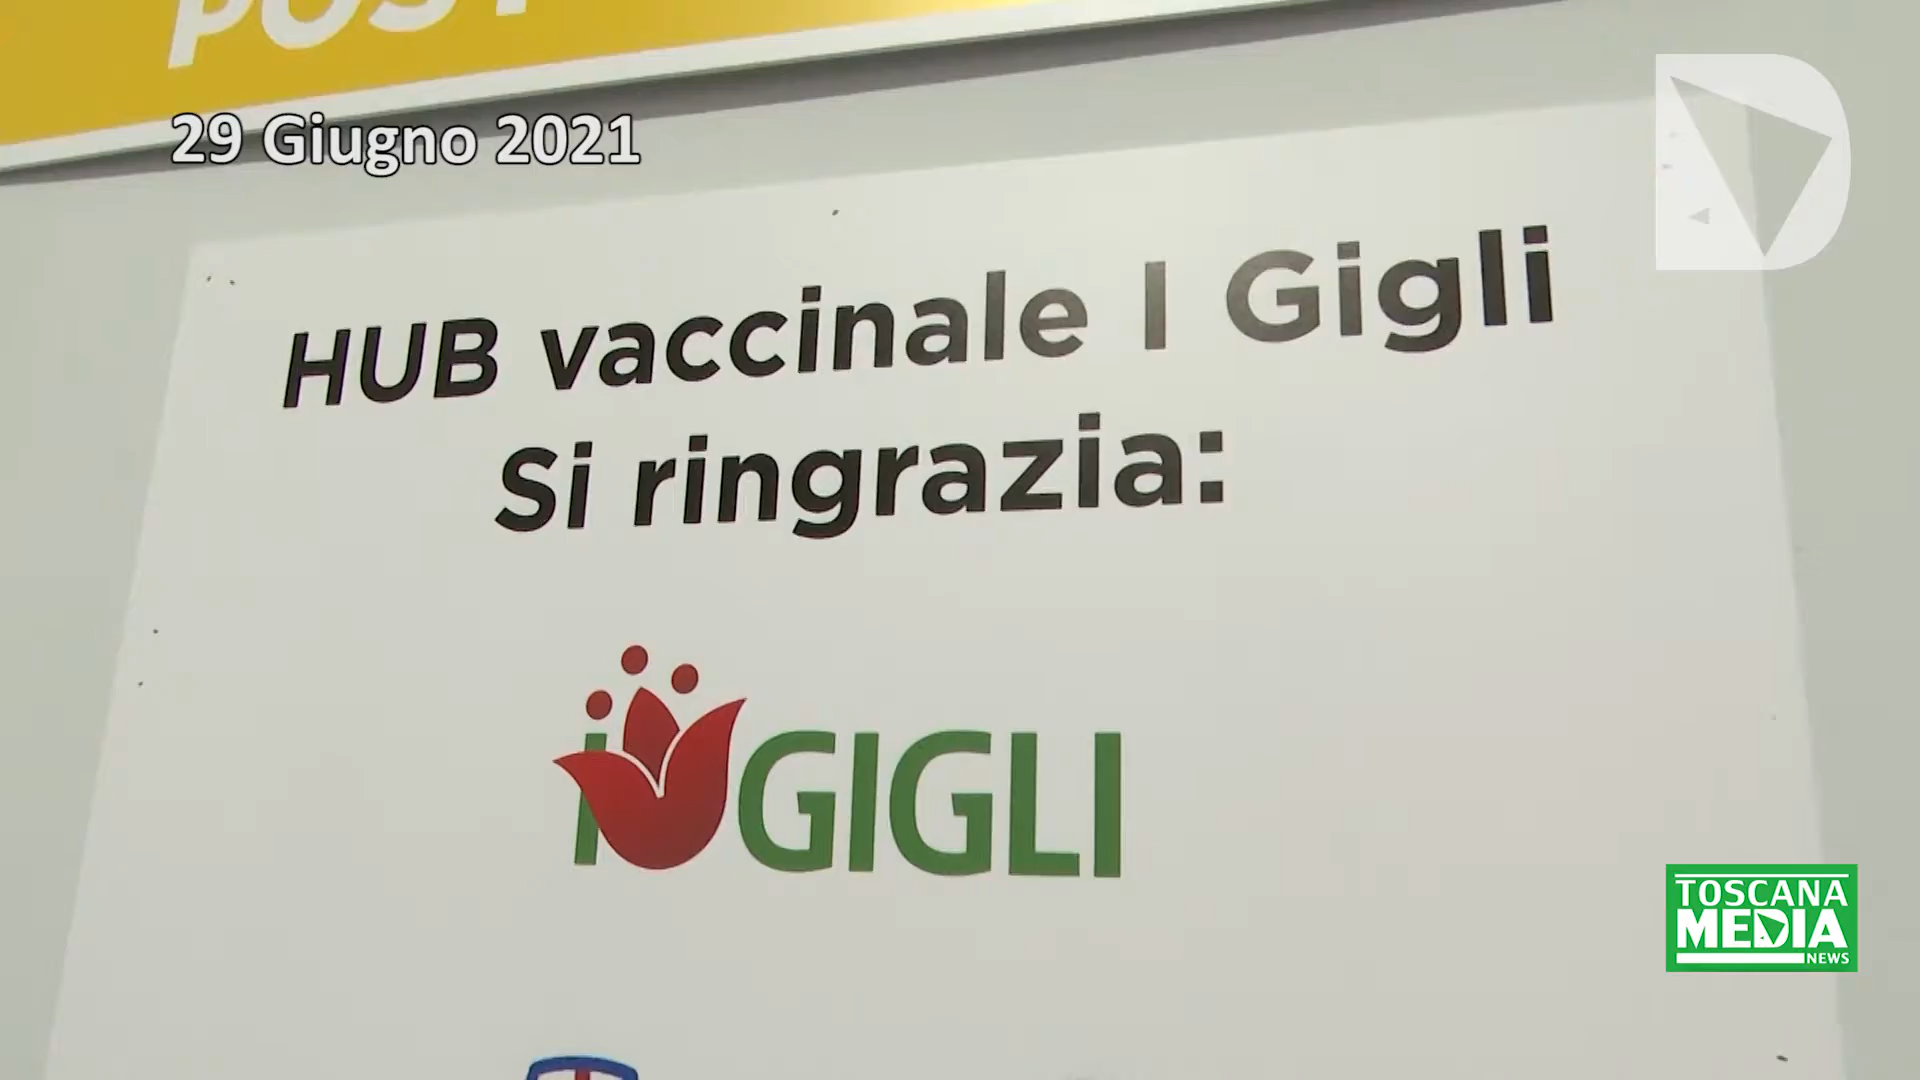 29 Giugno 2021
HUB vaccinale I Gigli
Si ringrazia:
I GIGLI
TOSCANA
MEDIA
NEWS